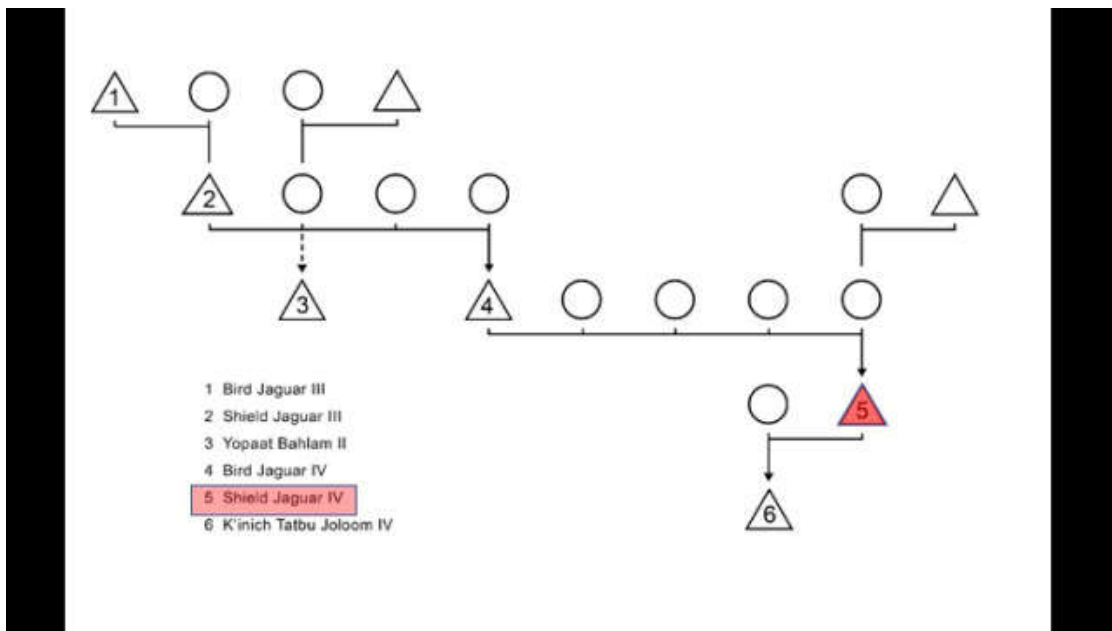 1
2
3
4
5
6
1 Bird Jaguar III
2 Shield Jaguar III
3 Yopaat Bahlam II
4 Bird Jaguar IV
5 Shield Jaguar IV
6 K'inich Tatbu Joloom IV